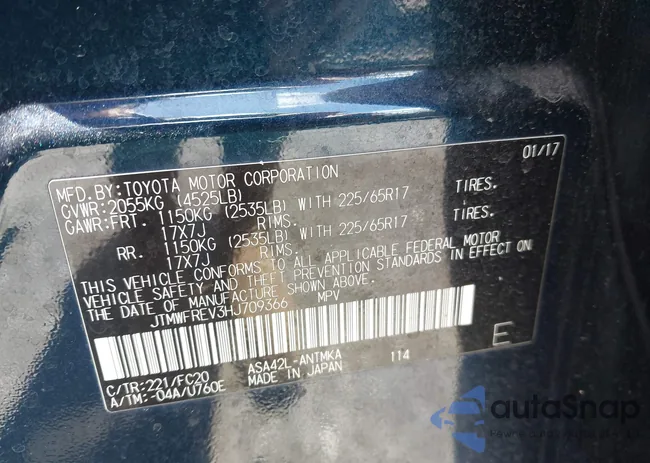 01/17
MFD.BY:TOYOTA MOTOR CORPORATION
GVWR:2055KG (4525LB)
GAWR:FRT. 1150KG (2535LB) WITH 225/65R17 TIRES.
17X7J RIMS.
RR. 1150KG (2535LB) WITH 225/65R17 TIRES.
17X7J RIMS.
THIS VEHICLE CONFORMS TO ALL APPLICABLE FEDERAL MOTOR
VEHICLE SAFETY AND THEFT PREVENTION STANDARDS IN EFFECT ON
THE DATE OF MANUFACTURE SHOWN ABOVE.
JTMWFREV3HJ709366 MPV
E
C/TR:221/FC20 ASA42L-ANTMKA 114
A/TM:-04A/U760E MADE IN JAPAN
autoSnap